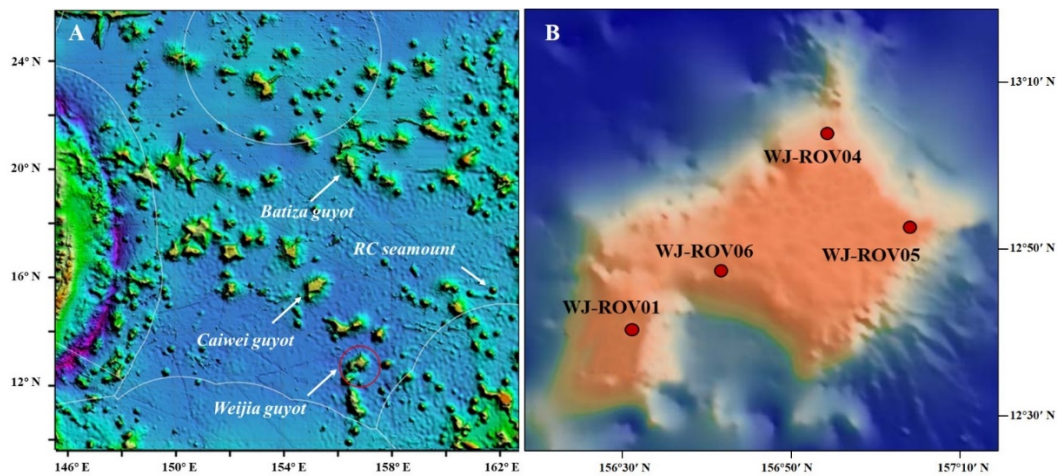 A
24° N
20° N
16° N
12° N
146° E
150° E
154° E
158° E
162° E
Batiza guyot
RC seamount
Caiwei guyot
Weijia guyot
B
WJ-ROV04
WJ-ROV05
WJ-ROV06
WJ-ROV01
13°10' N
12°50' N
12°30' N
156°30' E
156°50' E
157°10' E